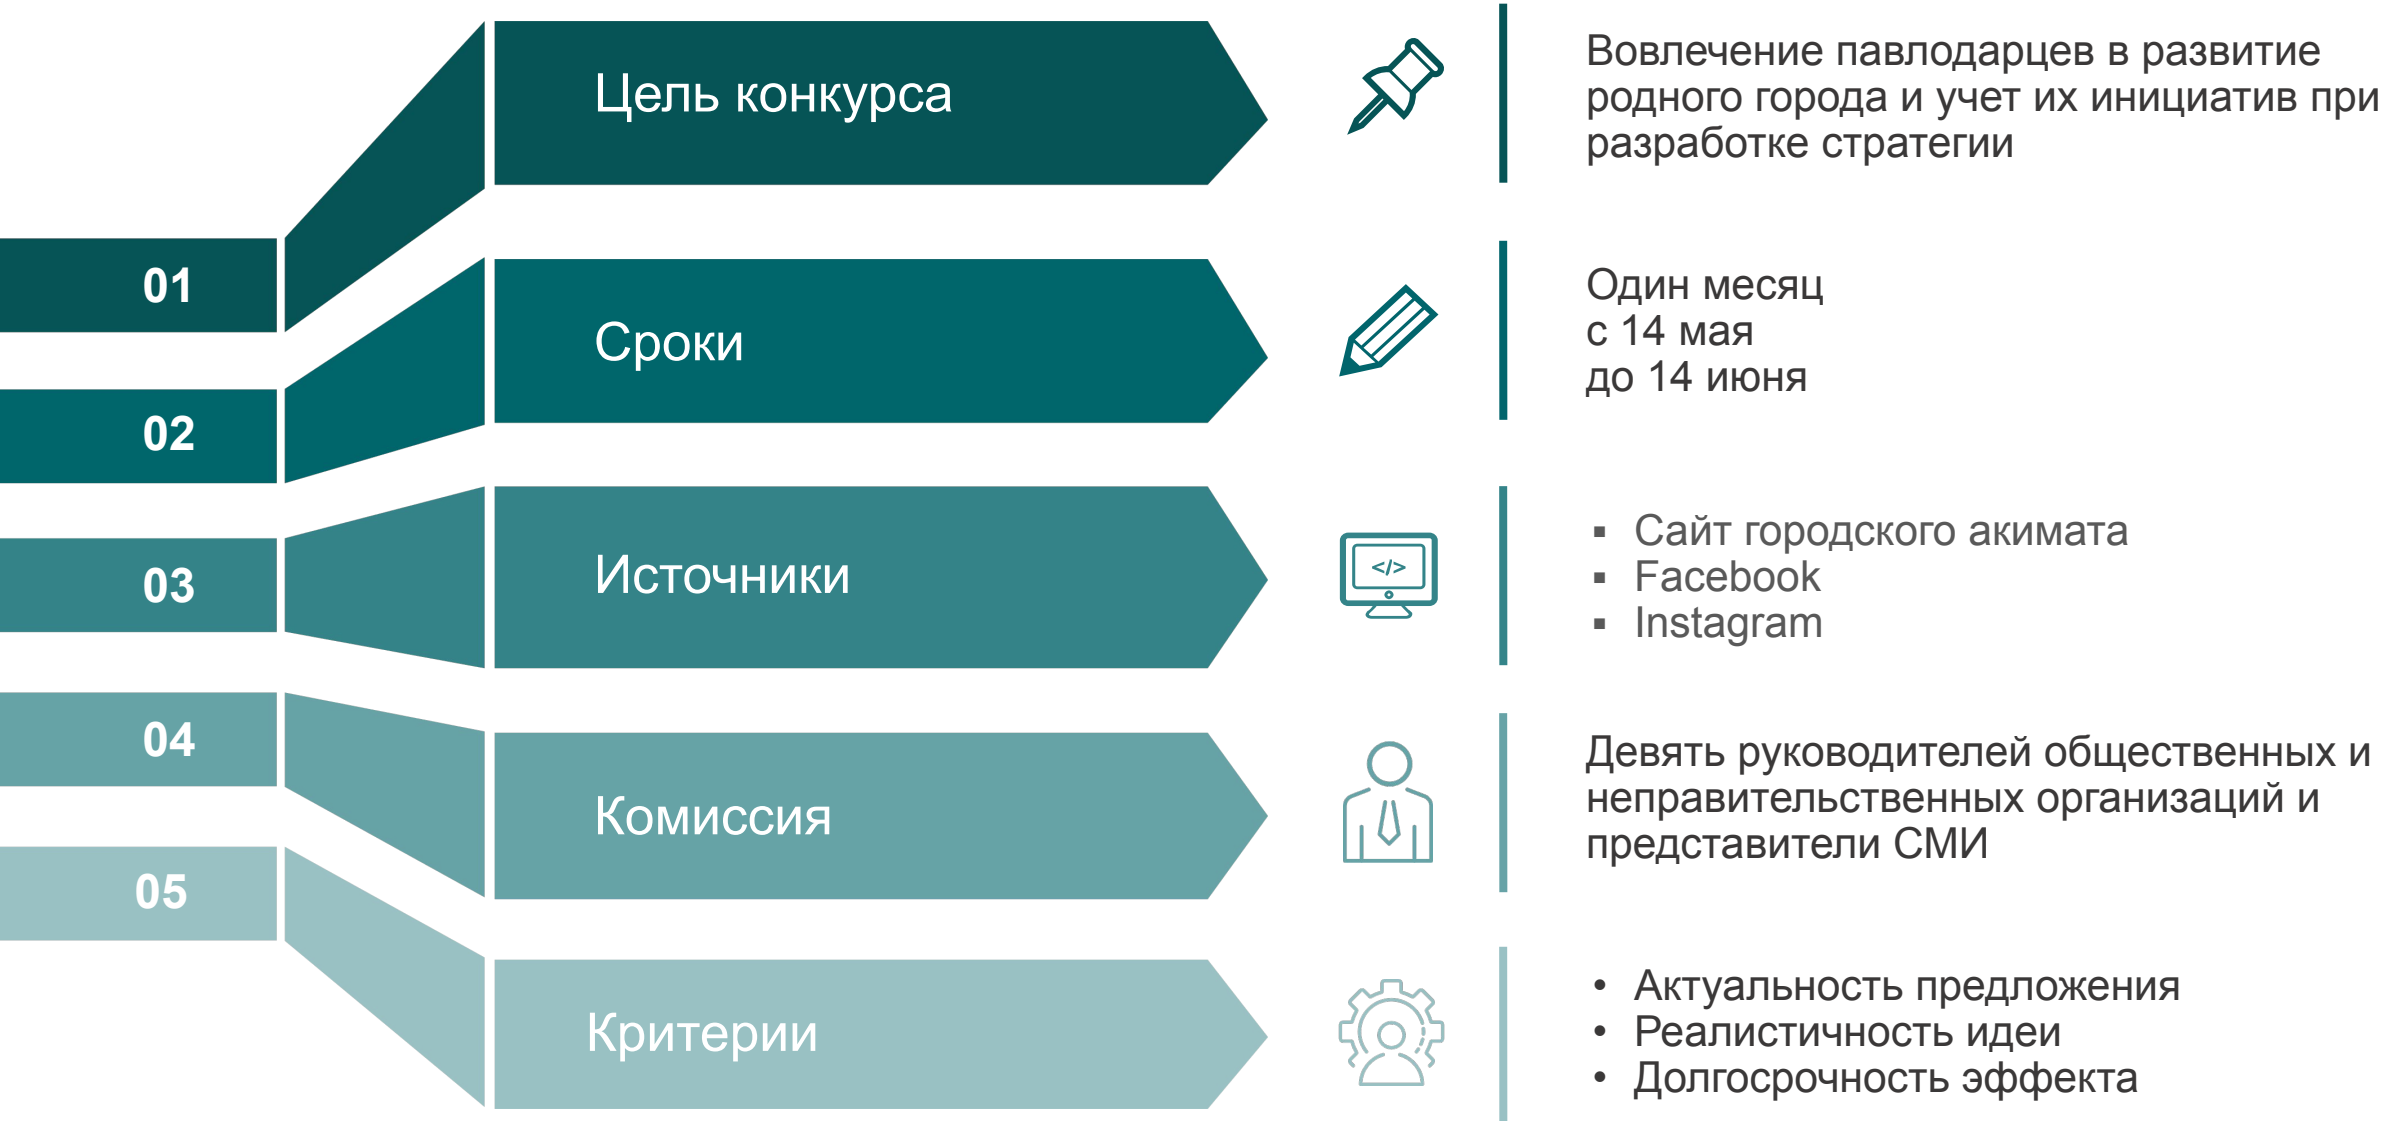 01
Цель конкурса
Вовлечение павлодарцев в развитие
родного города и учет их инициатив при
разработке стратегии
02
Сроки
Один месяц
с 14 мая
до 14 июня
03
Источники
</>
▪ Сайт городского акимата
▪ Facebook
▪ Instagram
04
Комиссия
Девять руководителей общественных и
неправительственных организаций и
представители СМИ
05
Критерии
• Актуальность предложения
• Реалистичность идеи
• Долгосрочность эффекта